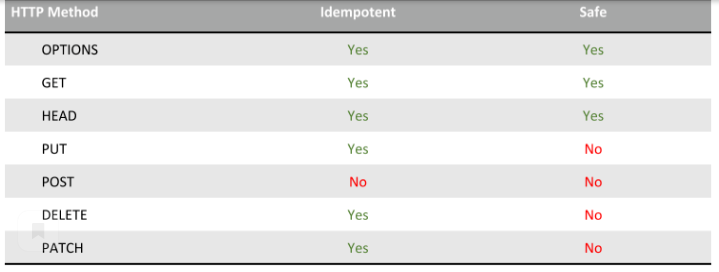 HTTP Method Idempotent Safe
OPTIONS Yes Yes
GET Yes Yes
HEAD Yes Yes
PUT Yes No
POST No No
DELETE Yes No
PATCH Yes No